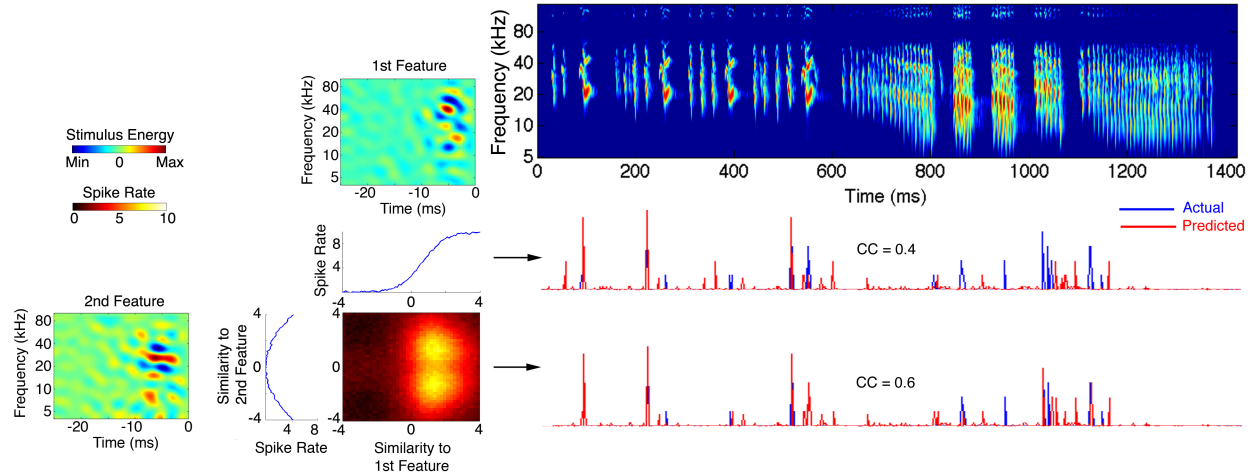 Stimulus Energy
Min 0 Max
Spike Rate
0 5 10
1st Feature
Frequency (kHz)
80
40
20
10
5
-20 -10 0
Time (ms)
Frequency (kHz)
80
40
20
10
5
0 200 400 600 800 1000 1200 1400
Time (ms)
Actual
Predicted
Spike Rate
8
4
-4 0 4
CC = 0.4
2nd Feature
Frequency (kHz)
80
40
20
10
5
-20 -10 0
Time (ms)
Similarity to
2nd Feature
4
0
-4
4 8
Spike Rate
4
0
-4
-4 0 4
Similarity to
1st Feature
CC = 0.6